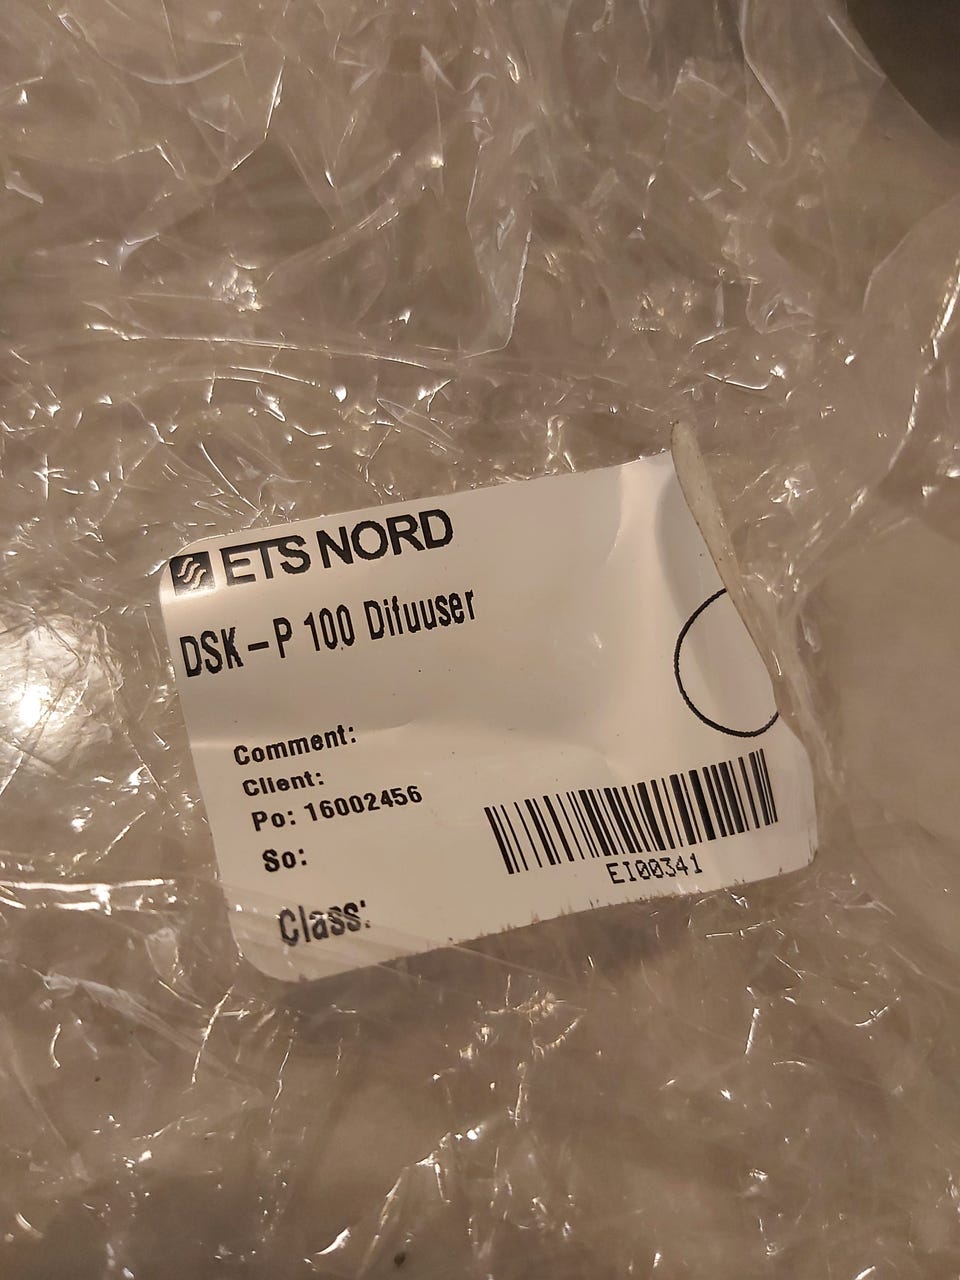 ETS NORD
DSK-P 100 Difuuser
Comment:
Client:
Po: 16002456
So:
Class:
EI00341